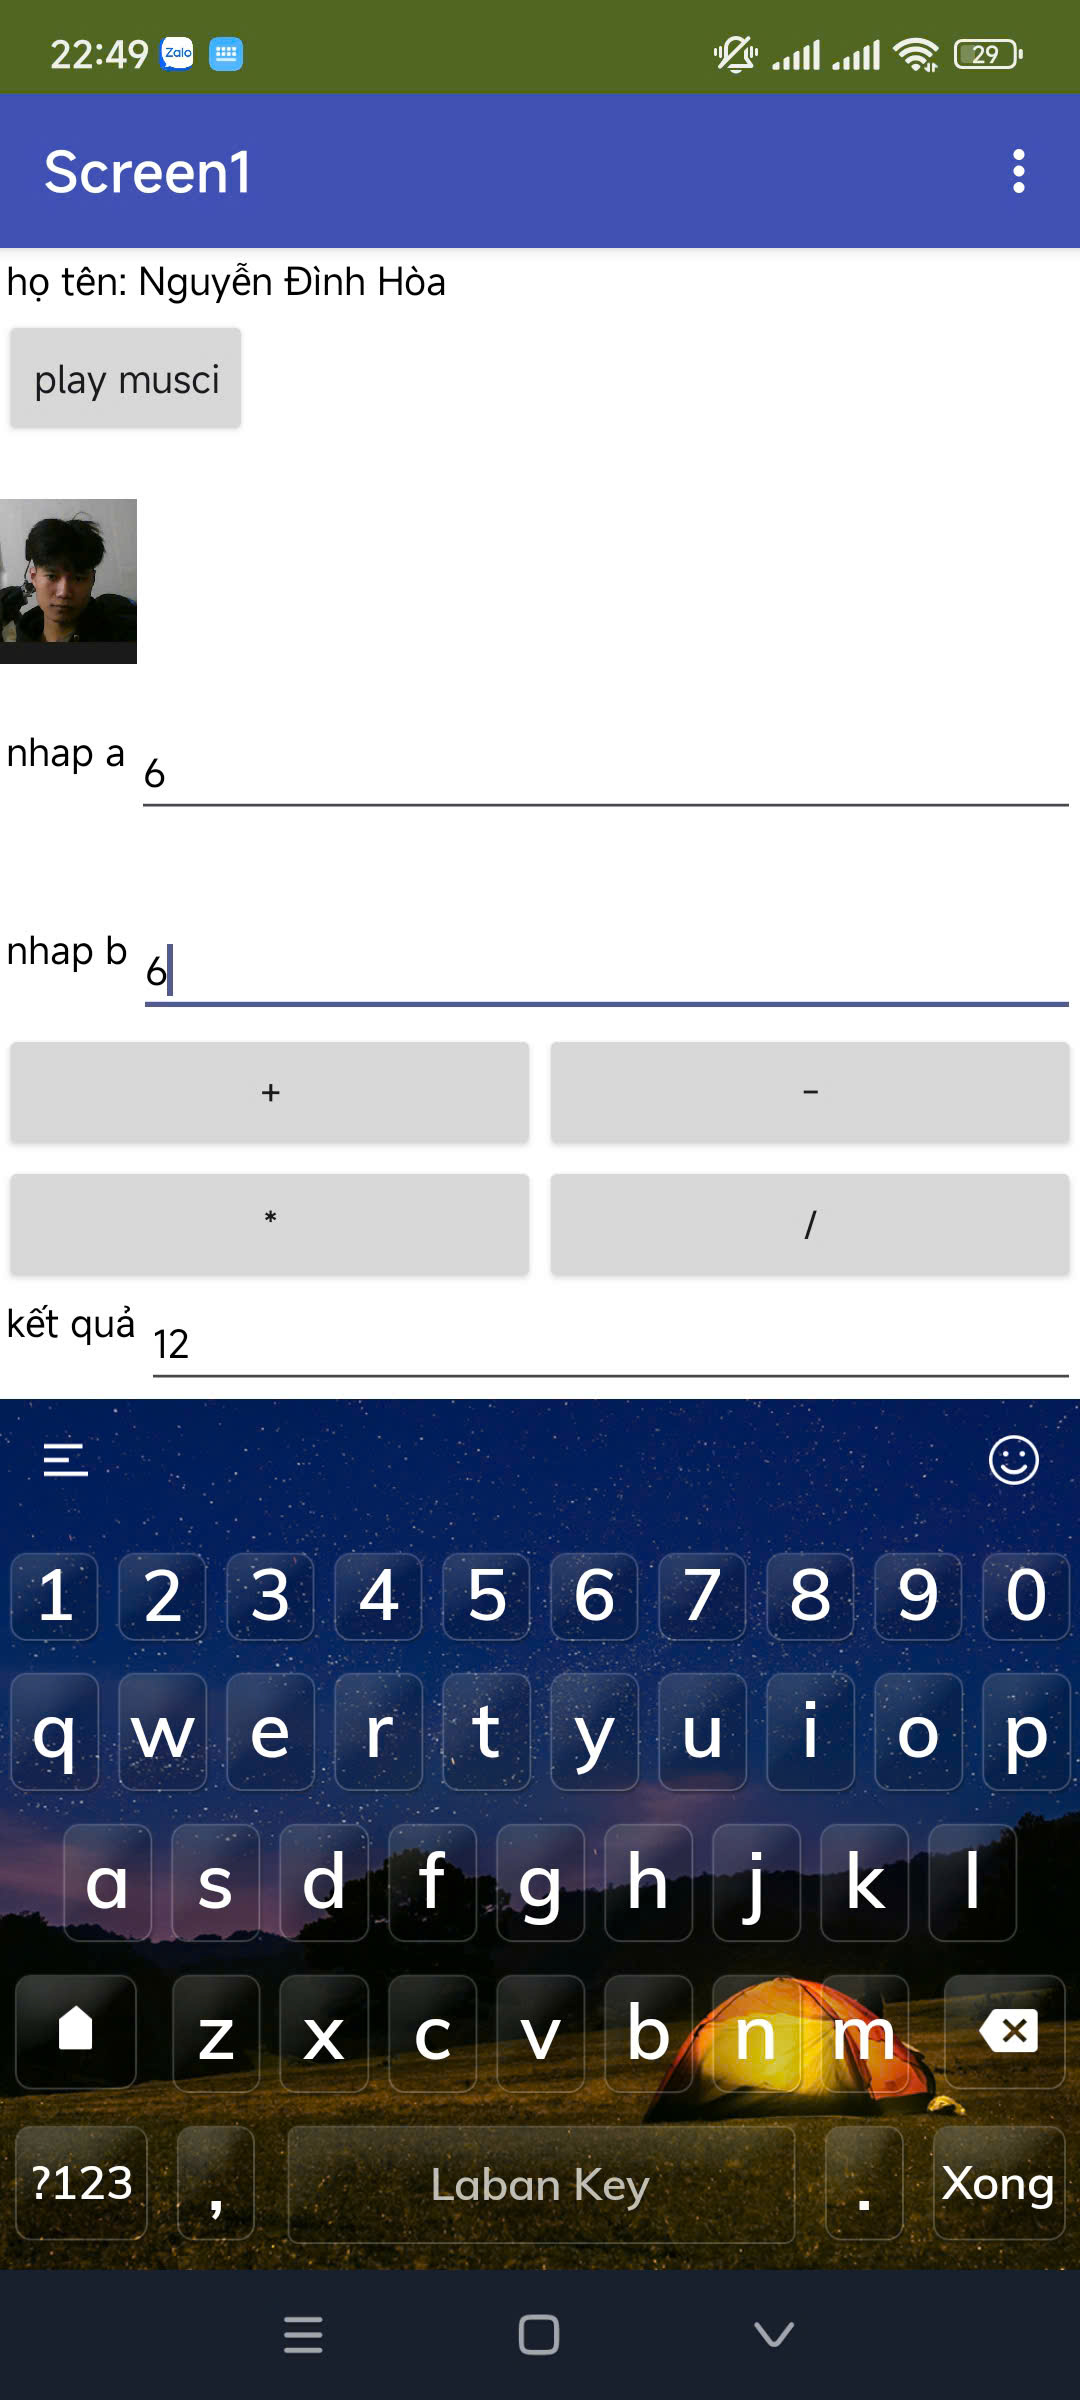 22:49 Zalo 29
Screen1
họ tên: Nguyễn Đình Hòa
play musci
nhap a 6
nhap b 6
+ -
* /
kết quả 12
1 2 3 4 5 6 7 8 9 0
q w e r t y u i o p
a s d f g h j k l
z x c v b n m
?123 , Laban Key . Xong